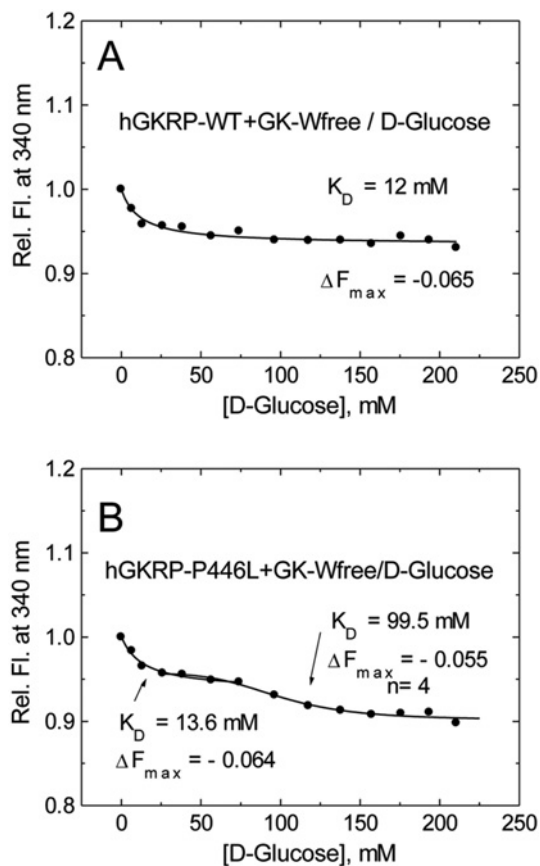 1.2
A
1.1
hGKRP-WT+GK-Wfree / D-Glucose
K_D = 12 mM
1.0
0.9
ΔF_max = -0.065
0.8
Rel. Fl. at 340 nm
0 50 100 150 200 250
[D-Glucose], mM
1.2
B
1.1
hGKRP-P446L+GK-Wfree/D-Glucose
K_D = 99.5 mM
1.0
ΔF_max = - 0.055
n= 4
0.9
K_D = 13.6 mM
ΔF_max = - 0.064
0.8
Rel. Fl. at 340 nm
0 50 100 150 200 250
[D-Glucose], mM